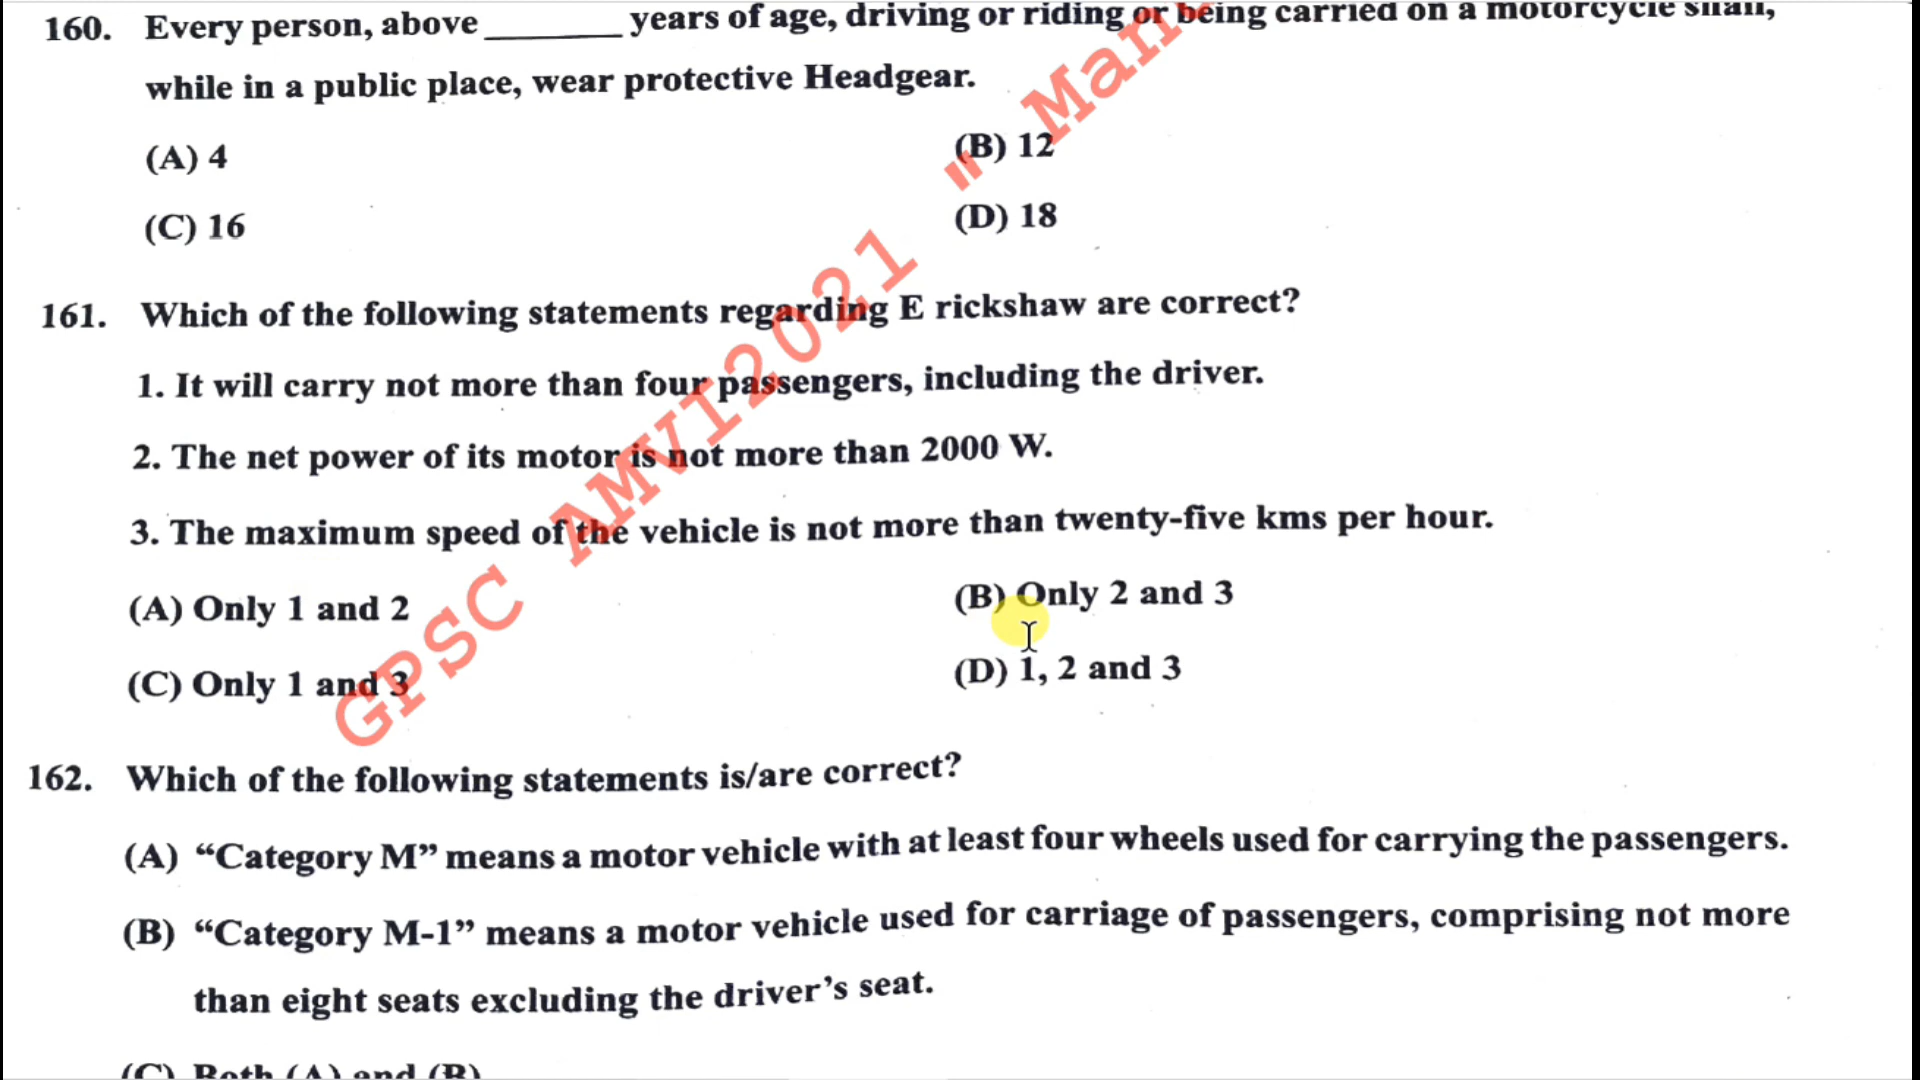 160. Every person, above ________ years of age, driving or riding or being carried on a motorcycle shall,
while in a public place, wear protective Headgear.
(A) 4
(B) 12
(C) 16
(D) 18
161. Which of the following statements regarding E rickshaw are correct?
1. It will carry not more than four passengers, including the driver.
2. The net power of its motor is not more than 2000 W.
3. The maximum speed of the vehicle is not more than twenty-five kms per hour.
(A) Only 1 and 2
(B) Only 2 and 3
(C) Only 1 and 3
(D) 1, 2 and 3
162. Which of the following statements is/are correct?
(A) “Category M” means a motor vehicle with at least four wheels used for carrying the passengers.
(B) “Category M-1” means a motor vehicle used for carriage of passengers, comprising not more
than eight seats excluding the driver’s seat.
(C) Both (A) and (B)
GPSC AMVI2021 " Man